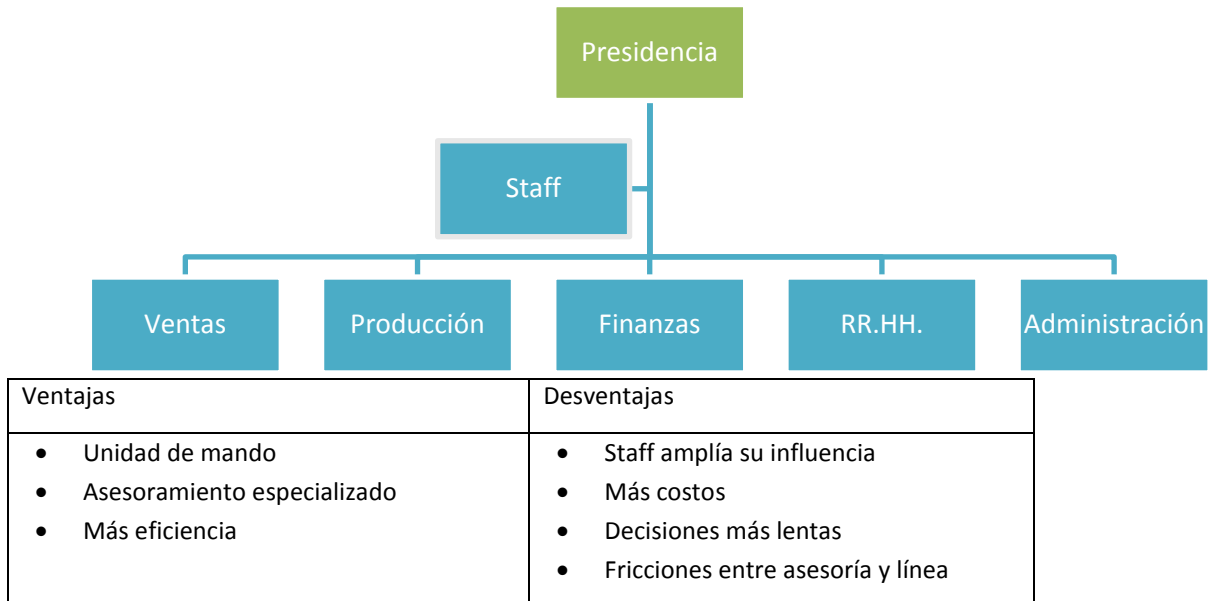 Presidencia
Staff
Ventas
Producción
Finanzas
RR.HH.
Administración
Ventajas
Desventajas
• Unidad de mando
• Asesoramiento especializado
• Más eficiencia
• Staff amplía su influencia
• Más costos
• Decisiones más lentas
• Fricciones entre asesoría y línea